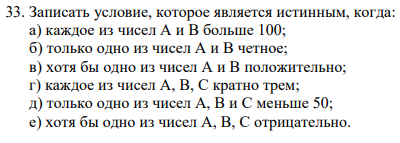 33. Записать условие, которое является истинным, когда:
а) каждое из чисел А и В больше 100;
б) только одно из чисел А и В четное;
в) хотя бы одно из чисел А и В положительно;
г) каждое из чисел А, В, С кратно трем;
д) только одно из чисел А, В и С меньше 50;
е) хотя бы одно из чисел А, В, С отрицательно.